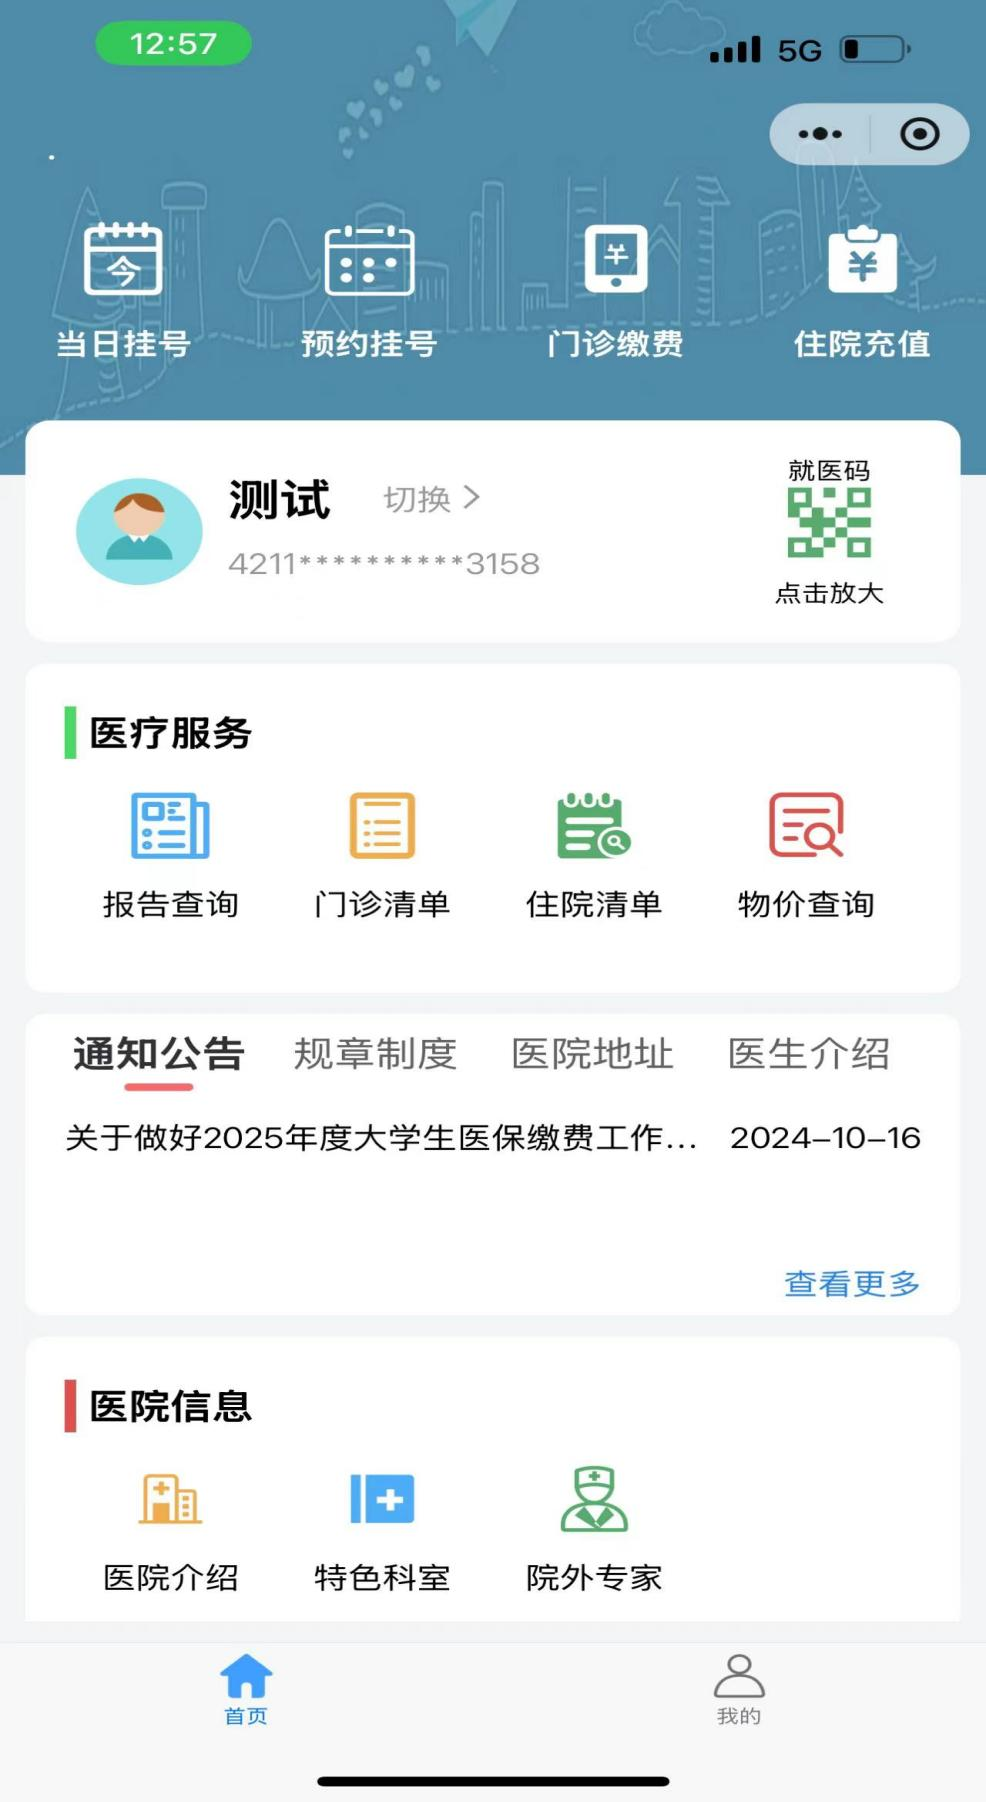 12:57 5G
当日挂号 预约挂号 门诊缴费 住院充值
就医码
测试 切换 >
4211**********3158
点击放大
医疗服务
报告查询 门诊清单 住院清单 物价查询
通知公告 规章制度 医院地址 医生介绍
关于做好2025年度大学生医保缴费工作... 2024-10-16
查看更多
医院信息
医院介绍 特色科室 院外专家
首页 我的